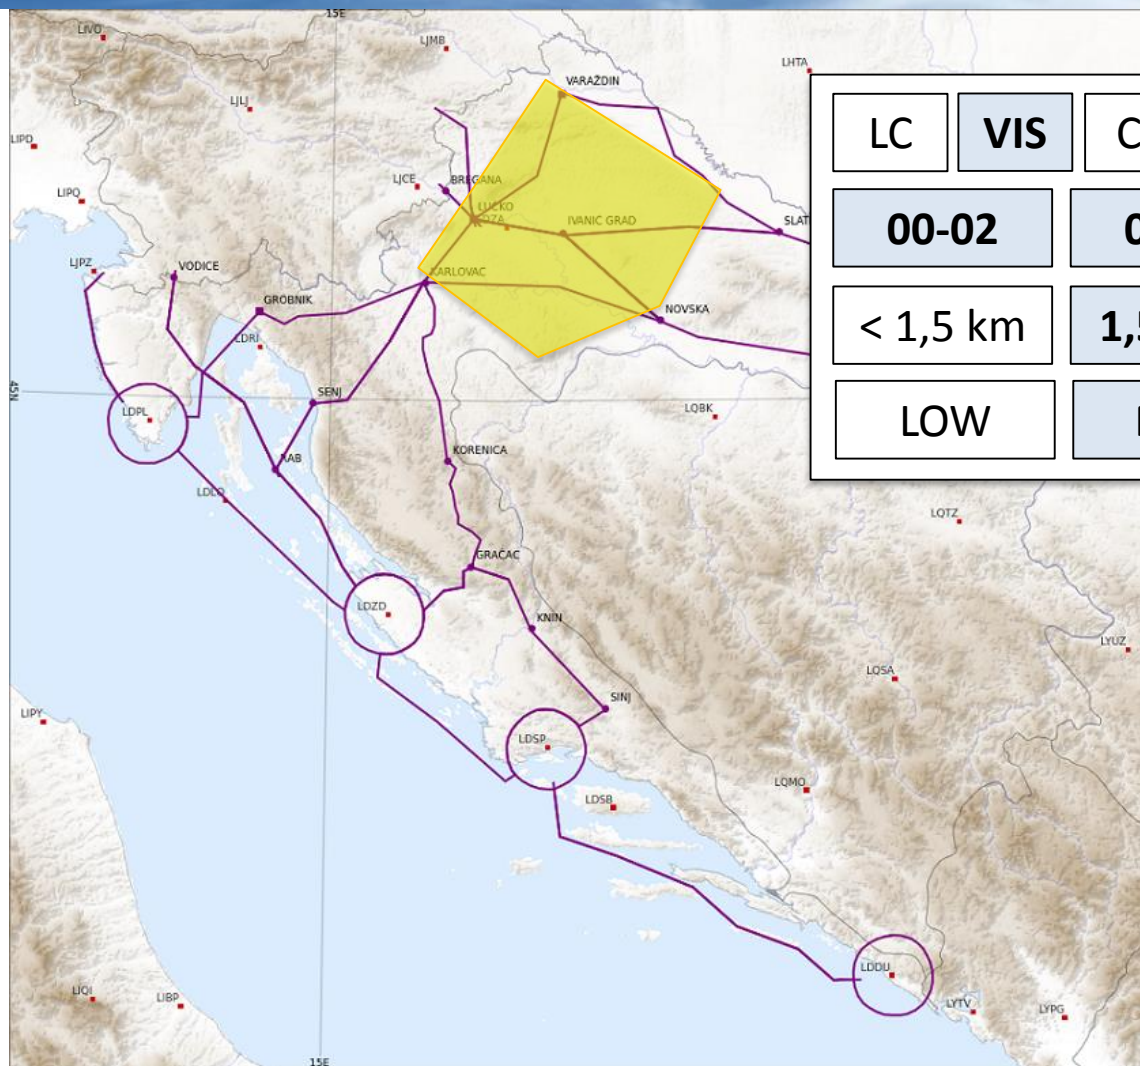 15E
LIVO
LJMB
LHTA
LJLJ
VARAŽDIN
LIPD
LC VIS
LJCE
BREGANA
LIPQ
LUČKO
IVANIC GRAD
SLAT
00-02
LJPZ
VODICE
KARLOVAC
GROBNIK
NOVSKA
< 1,5 km
LDRI
45N
SENJ
LDPL
LQBK
LOW
RAB
KORENICA
LDLO
LQTZ
GRAČAC
LDZD
KNIN
LYUZ
LQSA
SINJ
LIPY
LDSP
LQMO
LDSB
LDDU
LIQI
LIBP
LYTV
LYPG
15E